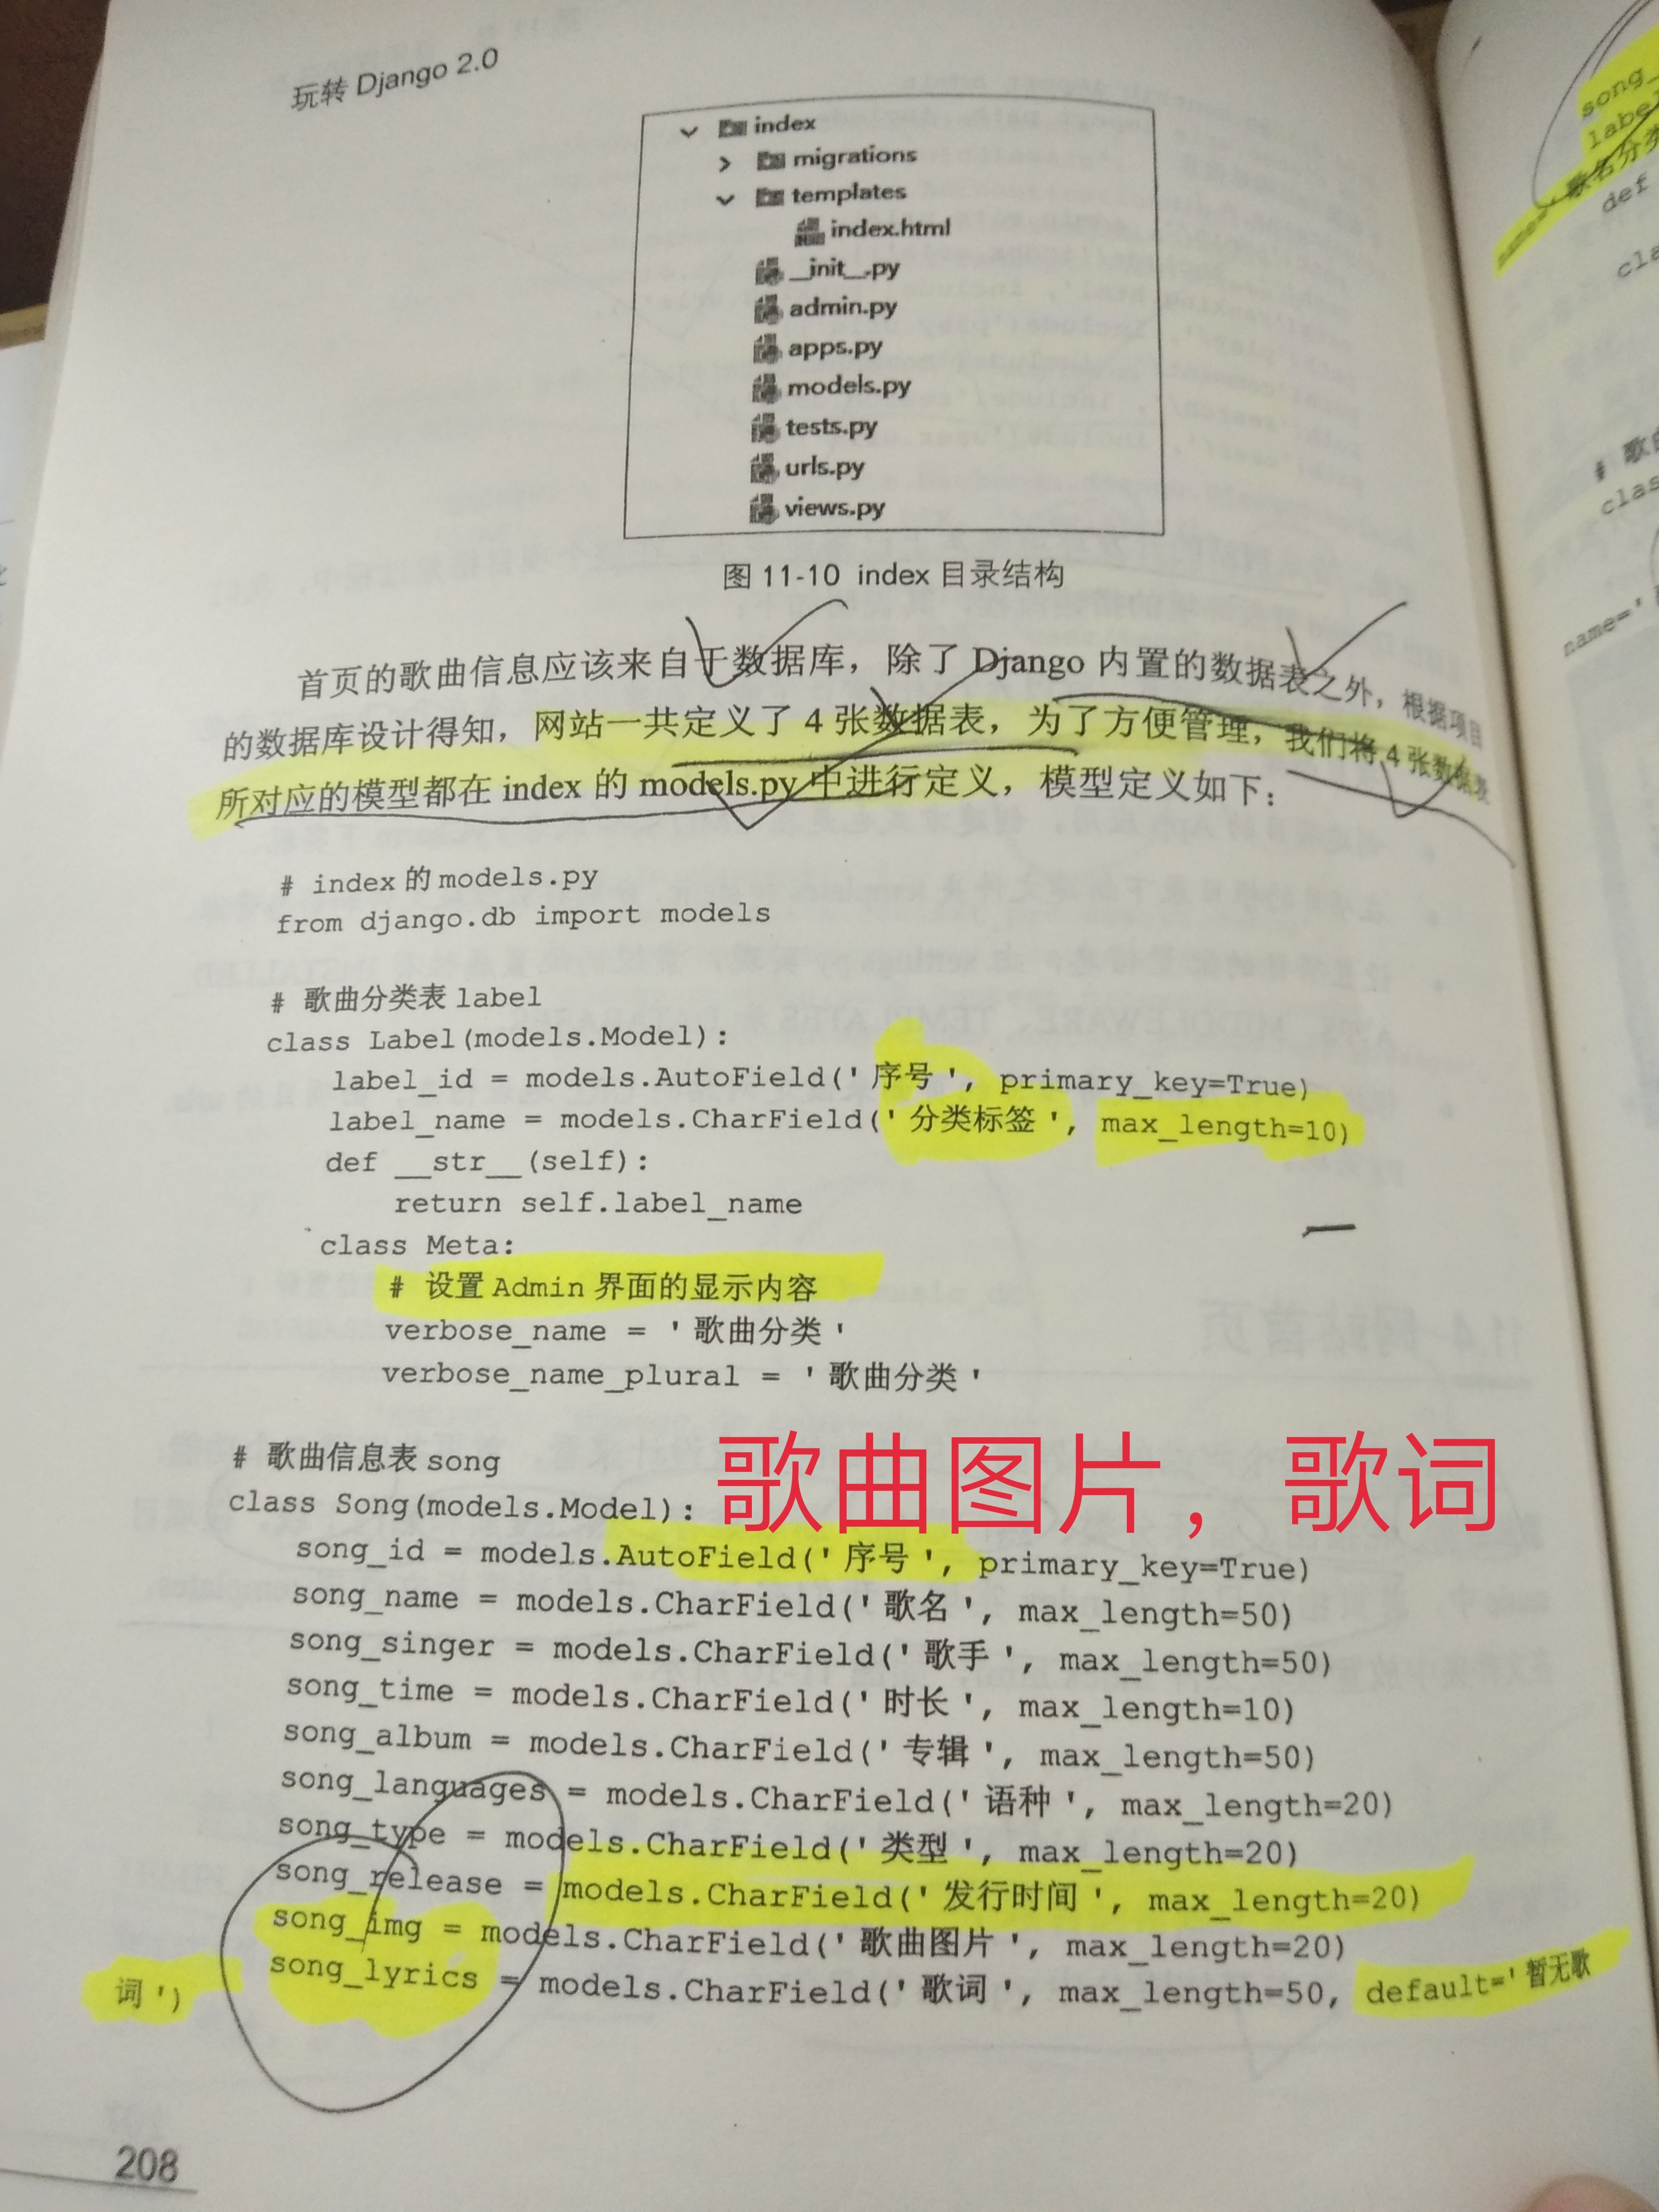 玩转 Django 2.0
index
migrations
templates
index.html
__init__.py
admin.py
apps.py
models.py
tests.py
urls.py
views.py
图 11-10 index 目录结构
首页的歌曲信息应该来自于数据库，除了 Django 内置的数据表之外，根据项目
的数据库设计得知，网站一共定义了 4 张数据表，为了方便管理，我们将 4 张数据表
所对应的模型都在 index 的 models.py 中进行定义，模型定义如下：
# index 的 models.py
from django.db import models
# 歌曲分类表 label
class Label(models.Model):
label_id = models.AutoField('序号', primary_key=True)
label_name = models.CharField('分类标签', max_length=10)
def __str__(self):
return self.label_name
class Meta:
# 设置 Admin 界面的显示内容
verbose_name = '歌曲分类'
verbose_name_plural = '歌曲分类'
# 歌曲信息表 song
歌曲图片，歌词
class Song(models.Model):
song_id = models.AutoField('序号', primary_key=True)
song_name = models.CharField('歌名', max_length=50)
song_singer = models.CharField('歌手', max_length=50)
song_time = models.CharField('时长', max_length=10)
song_album = models.CharField('专辑', max_length=50)
song_languages = models.CharField('语种', max_length=20)
song_type = models.CharField('类型', max_length=20)
song_release = models.CharField('发行时间', max_length=20)
song_img = models.CharField('歌曲图片', max_length=20)
song_lyrics = models.CharField('歌词', max_length=50, default='暂无歌
词')
208
song_
labe
name='歌名分类
def
cla
# 歌曲
clas
name='